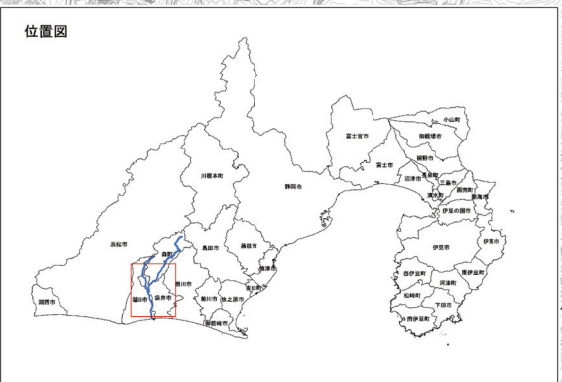 位置図
小山町
富士宮市
御殿場市
裾野市
富士市
川根本町
沼津市
長泉町
三島市
静岡市
清水町
函南町
熱海市
伊豆の国市
浜松市
島田市
藤枝市
伊豆市
伊東市
森町
焼津市
西伊豆町
東伊豆町
掛川市
吉田町
河津町
湖西市
磐田市
袋井市
菊川市
牧之原市
松崎町
下田市
御前崎市
南伊豆町